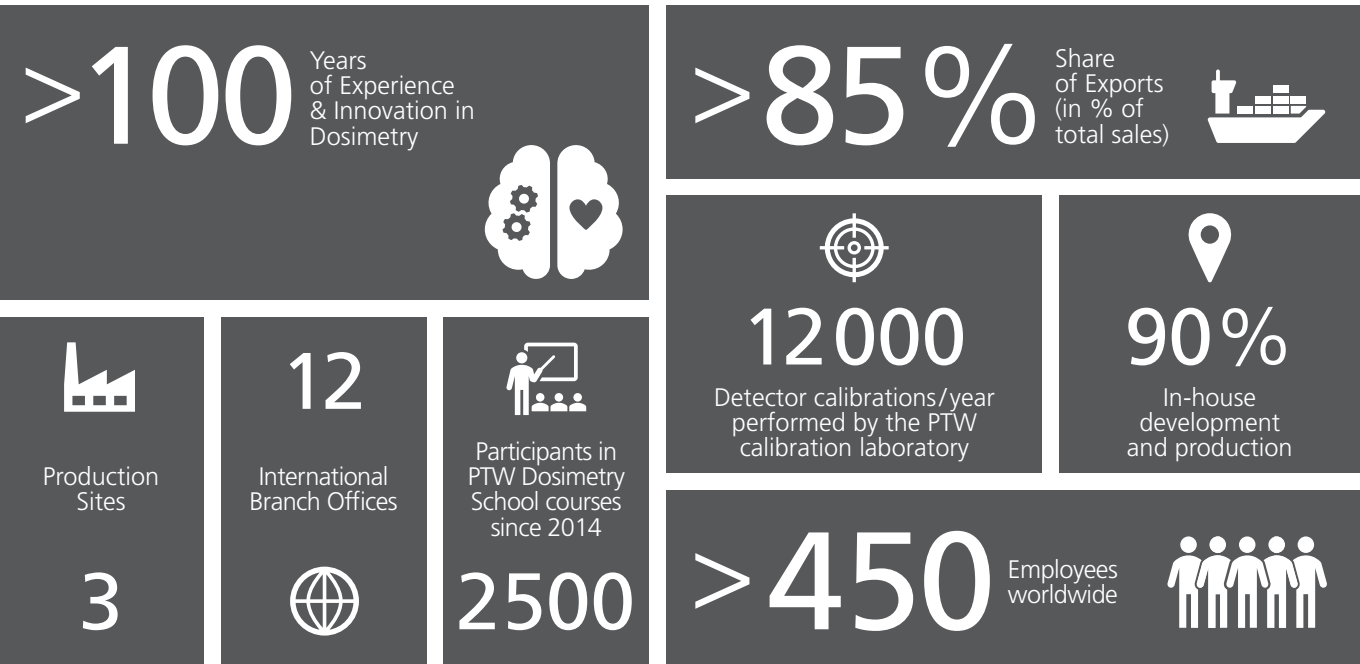 >100
Years
of Experience
& Innovation in
Dosimetry
>85%
Share
of Exports
(in % of
total sales)
12000
Detector calibrations/year
performed by the PTW
calibration laboratory
90%
In-house
development
and production
Production
Sites
3
12
International
Branch Offices
Participants in
PTW Dosimetry
School courses
since 2014
2500
>450
Employees
worldwide